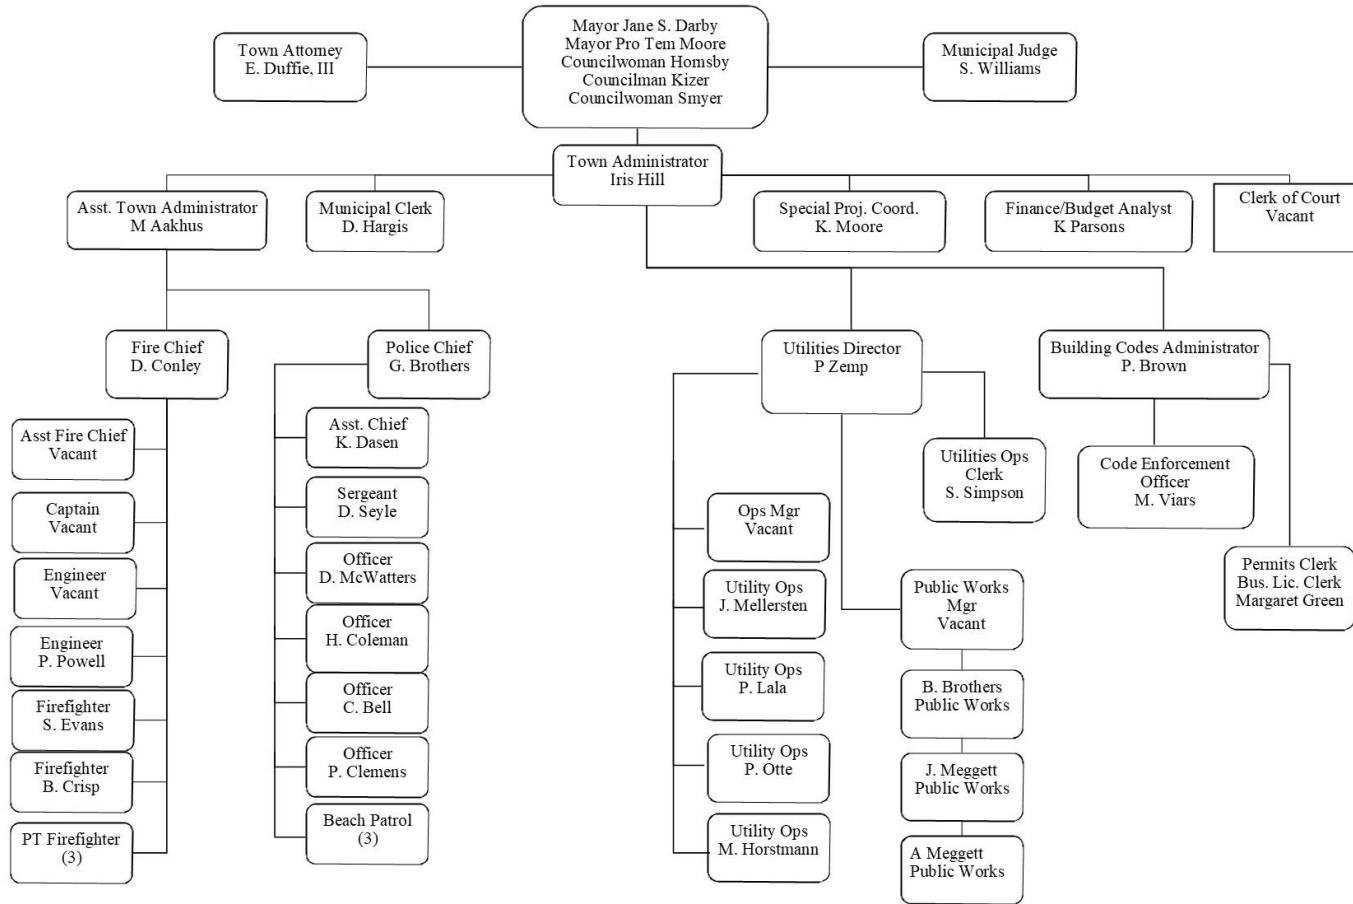 Mayor Jane S. Darby
Mayor Pro Tem Moore
Councilwoman Hornsby
Councilman Kizer
Councilwoman Smyer
Town Attorney
E. Duffie, III
Municipal Judge
S. Williams
Town Administrator
Iris Hill
Asst. Town Administrator
M Aakhus
Municipal Clerk
D. Hargis
Special Proj. Coord.
K. Moore
Finance/Budget Analyst
K Parsons
Clerk of Court
Vacant
Fire Chief
D. Conley
Police Chief
G. Brothers
Utilities Director
P Zemp
Building Codes Administrator
P. Brown
Asst Fire Chief
Vacant
Captain
Vacant
Engineer
Vacant
Engineer
P. Powell
Firefighter
S. Evans
Firefighter
B. Crisp
PT Firefighter
(3)
Asst. Chief
K. Dasen
Sergeant
D. Seyle
Officer
D. McWatters
Officer
H. Coleman
Officer
C. Bell
Officer
P. Clemens
Beach Patrol
(3)
Ops Mgr
Vacant
Utility Ops
J. Mellersten
Utility Ops
P. Lala
Utility Ops
P. Otte
Utility Ops
M. Horstmann
Utilities Ops
Clerk
S. Simpson
Public Works
Mgr
Vacant
B. Brothers
Public Works
J. Meggett
Public Works
A Meggett
Public Works
Code Enforcement
Officer
M. Viars
Permits Clerk
Bus. Lic. Clerk
Margaret Green